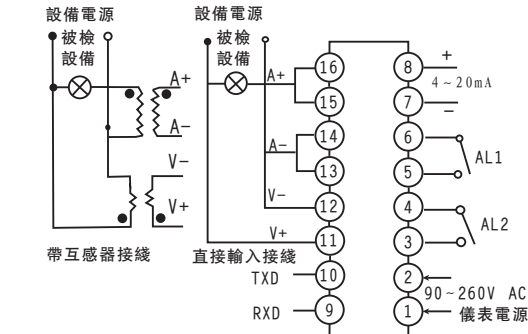 設備電源
被檢
設備
A+
A−
V−
V+
帶互感器接綫
設備電源
被檢
設備
A+
A−
V−
V+
直接輸入接綫
TXD
RXD
16
15
14
13
12
11
10
9
8
7
6
5
4
3
2
1
+
4~20mA
−
AL1
AL2
90~260V AC
儀表電源